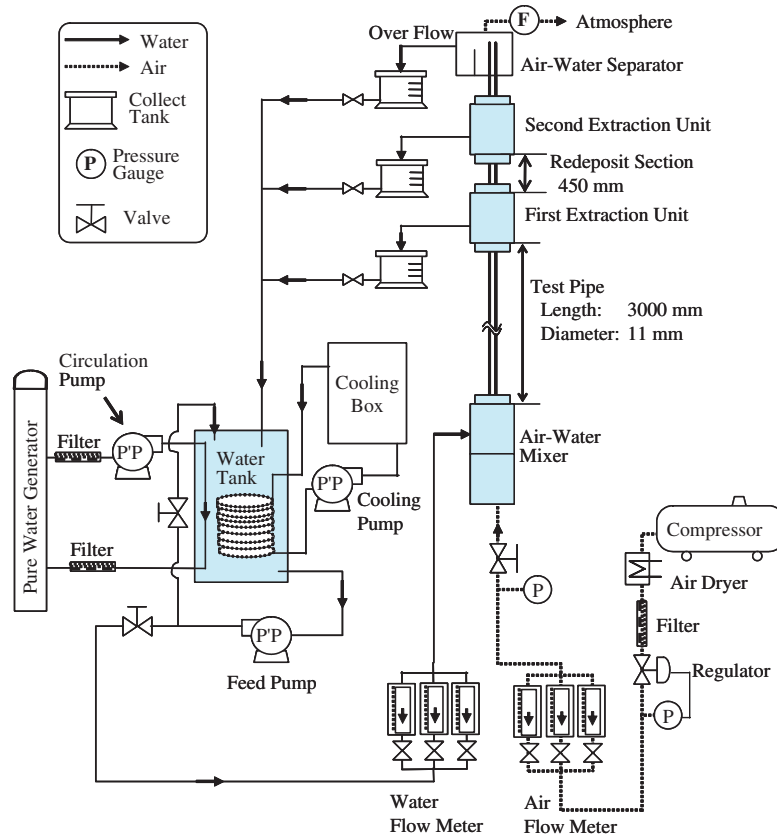 Water
Air
Collect
Tank
P
Pressure
Gauge
Valve
F
Atmosphere
Over Flow
Air-Water Separator
Second Extraction Unit
Redeposit Section
450 mm
First Extraction Unit
Test Pipe
Length: 3000 mm
Diameter: 11 mm
Air-Water
Mixer
Circulation
Pump
Filter
P'P
Pure Water Generator
Filter
Water
Tank
Cooling
Box
P'P
Cooling
Pump
P'P
Feed Pump
Compressor
Air Dryer
Filter
Regulator
P
P
Water
Flow Meter
Air
Flow Meter